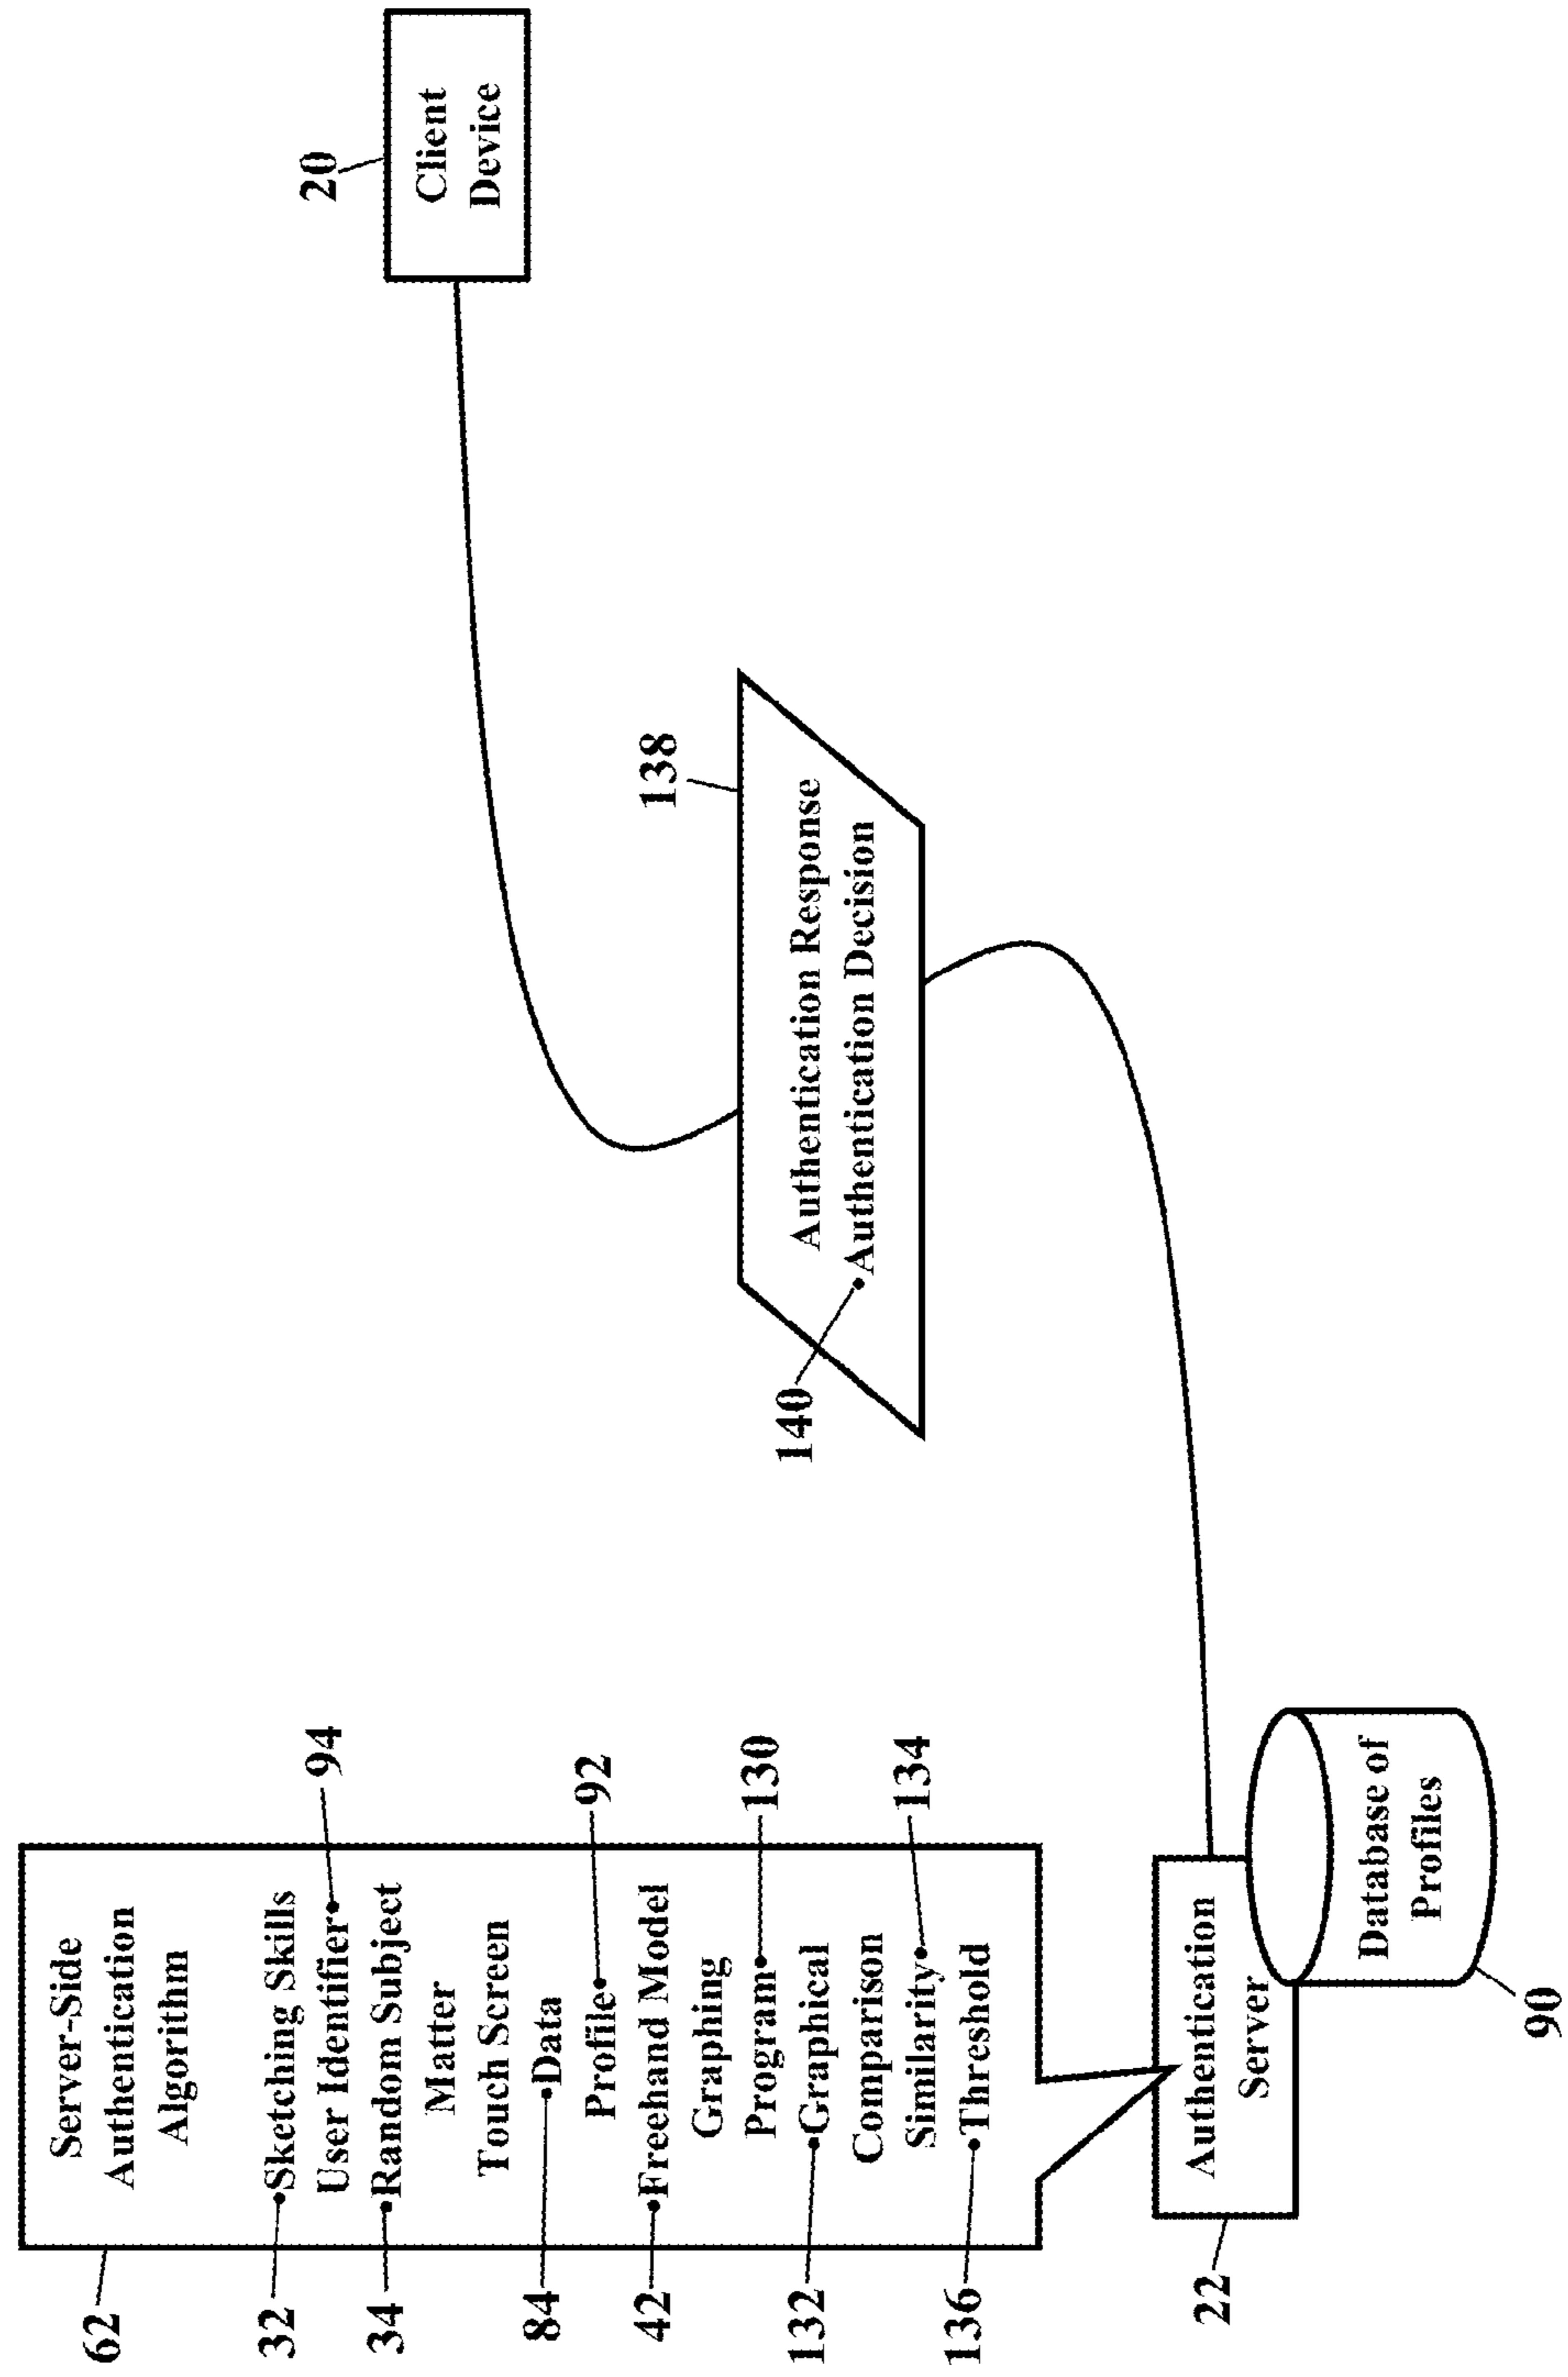 62
Server-Side
Authentication
Algorithm
32
Sketching Skills
User Identifier
94
34
Random Subject
Matter
Touch Screen
84
Data
Profile
92
42
Freehand Model
Graphing
Program
130
132
Graphical
Comparison
Similarity
134
136
Threshold
22
Authentication
Server
Database of
Profiles
90
138
Authentication Response
140
Authentication Decision
20
Client
Device